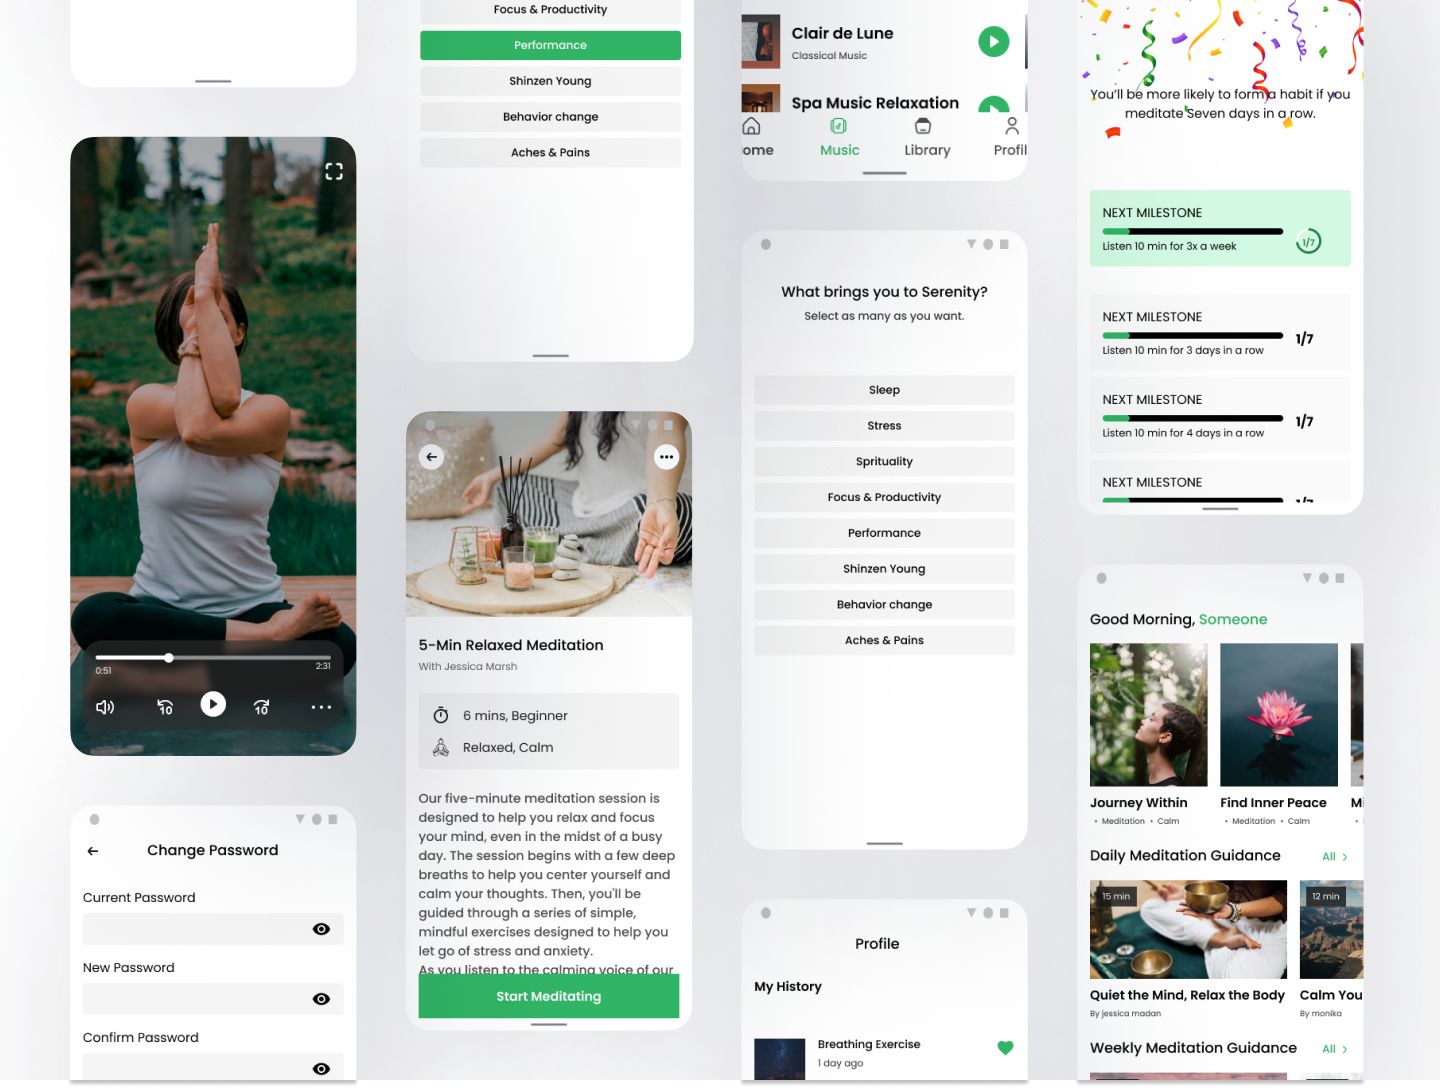 0:51
2:31
10
10
Change Password
Current Password
New Password
Confirm Password
Focus & Productivity
Performance
Shinzen Young
Behavior change
Aches & Pains
5-Min Relaxed Meditation
With Jessica Marsh
6 mins, Beginner
Relaxed, Calm
Our five-minute meditation session is
designed to help you relax and focus
your mind, even in the midst of a busy
day. The session begins with a few deep
breaths to help you center yourself and
calm your thoughts. Then, you'll be
guided through a series of simple,
mindful exercises designed to help you
let go of stress and anxiety.
As you listen to the calming voice of our
Start Meditating
Clair de Lune
Classical Music
Spa Music Relaxation
ome Music Library Profil
What brings you to Serenity?
Select as many as you want.
Sleep
Stress
Sprituality
Focus & Productivity
Performance
Shinzen Young
Behavior change
Aches & Pains
Profile
My History
Breathing Exercise
1 day ago
You'll be more likely to form a habit if you
meditate Seven days in a row.
NEXT MILESTONE
Listen 10 min for 3x a week
1/7
NEXT MILESTONE
1/7
Listen 10 min for 3 days in a row
NEXT MILESTONE
1/7
Listen 10 min for 4 days in a row
NEXT MILESTONE
1/7
Good Morning, Someone
Journey Within
• Meditation • Calm
Find Inner Peace
• Meditation • Calm
Mi
Daily Meditation Guidance All >
15 min
12 min
Quiet the Mind, Relax the Body
By jessica madan
Calm You
By monika
Weekly Meditation Guidance All >